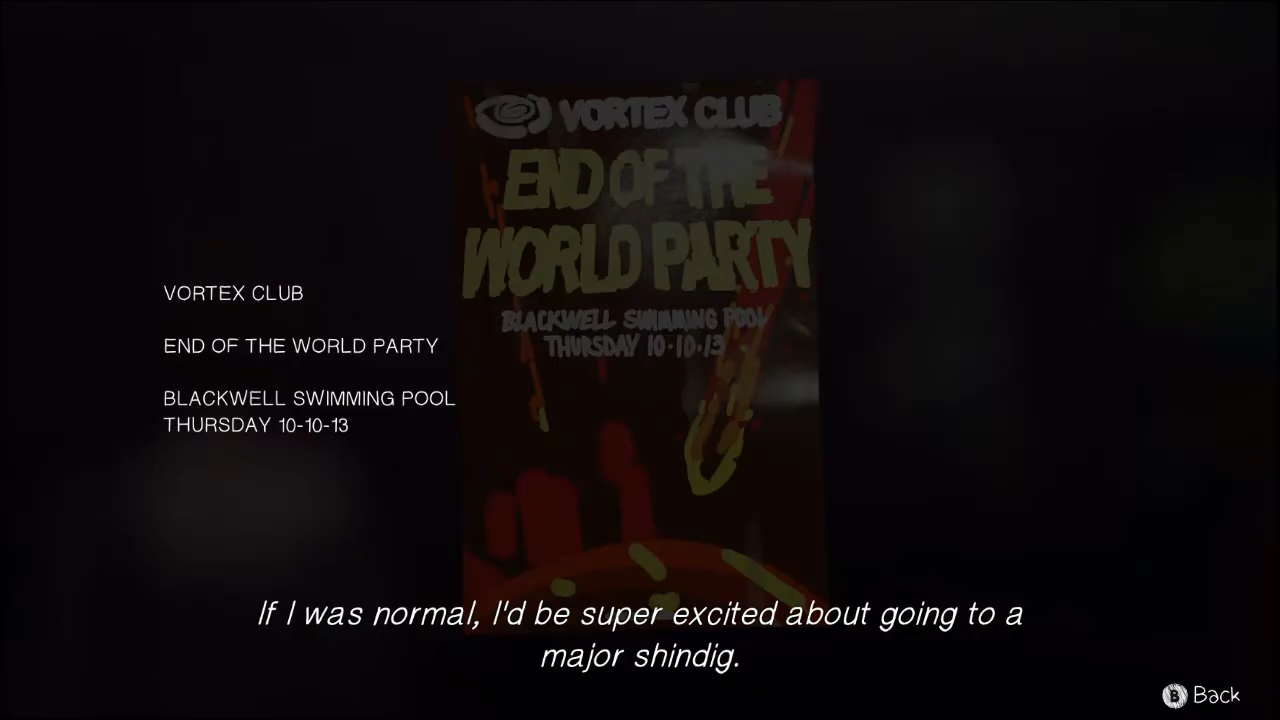 VORTEX CLUB
END OF THE
WORLD PARTY
BLACKWELL SWIMMING POOL
THURSDAY 10·10·13
VORTEX CLUB
END OF THE WORLD PARTY
BLACKWELL SWIMMING POOL
THURSDAY 10-10-13
If I was normal, I'd be super excited about going to a
major shindig.
B Back